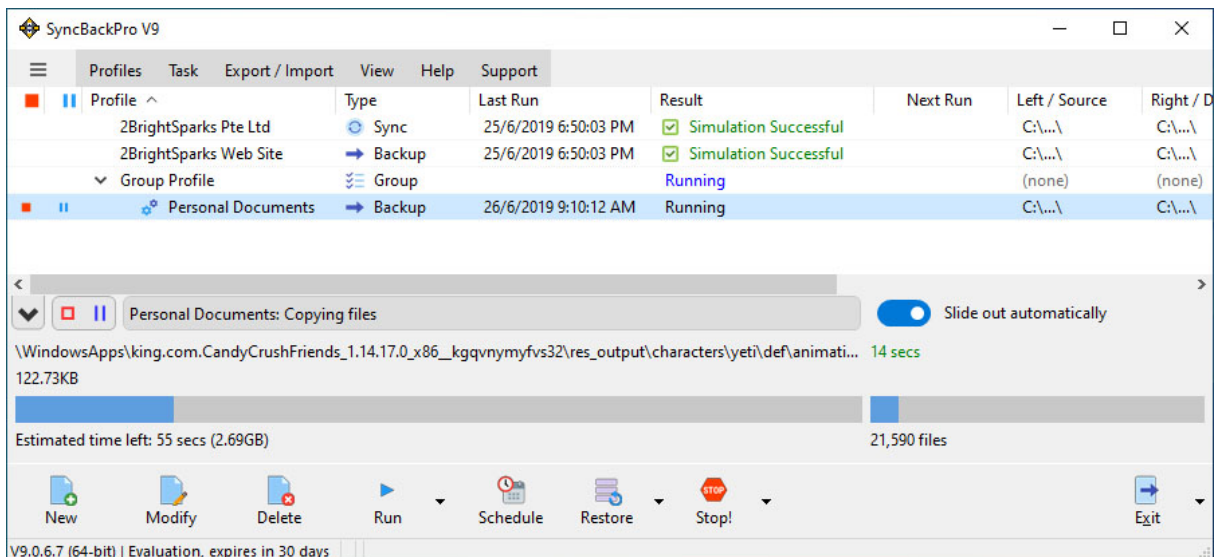 SyncBackPro V9
Profiles Task Export / Import View Help Support
Profile Type Last Run Result Next Run Left / Source Right / D
2BrightSparks Pte Ltd Sync 25/6/2019 6:50:03 PM Simulation Successful C:\...\ C:\...\
2BrightSparks Web Site Backup 25/6/2019 6:50:03 PM Simulation Successful C:\...\ C:\...\
Group Profile Group Running (none) (none)
Personal Documents Backup 26/6/2019 9:10:12 AM Running C:\...\ C:\...\
Personal Documents: Copying files Slide out automatically
\WindowsApps\king.com.CandyCrushFriends_1.14.17.0_x86__kgqvnymyfvs32\res_output\characters\yeti\def\animati... 14 secs
122.73KB
Estimated time left: 55 secs (2.69GB) 21,590 files
STOP
New Modify Delete Run Schedule Restore Stop! Exit
V9.0.6.7 (64-bit) | Evaluation, expires in 30 days